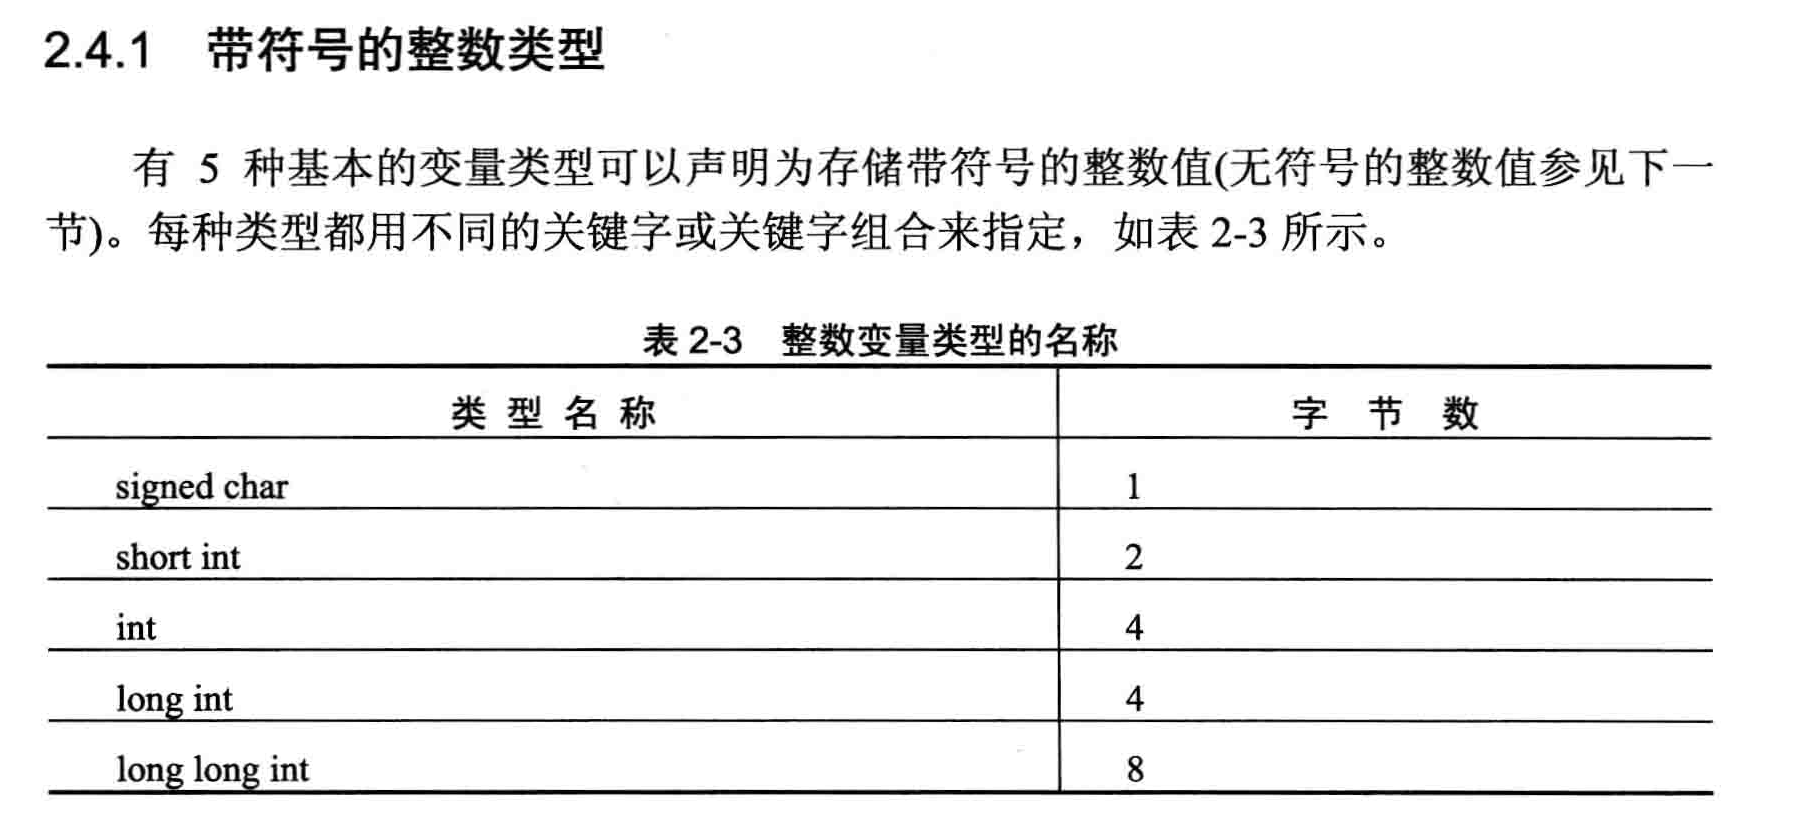 2.4.1 带符号的整数类型
有 5 种基本的变量类型可以声明为存储带符号的整数值(无符号的整数值参见下一
节)。每种类型都用不同的关键字或关键字组合来指定，如表 2-3 所示。
表 2-3 整数变量类型的名称
类型名称 字节数
signed char 1
short int 2
int 4
long int 4
long long int 8